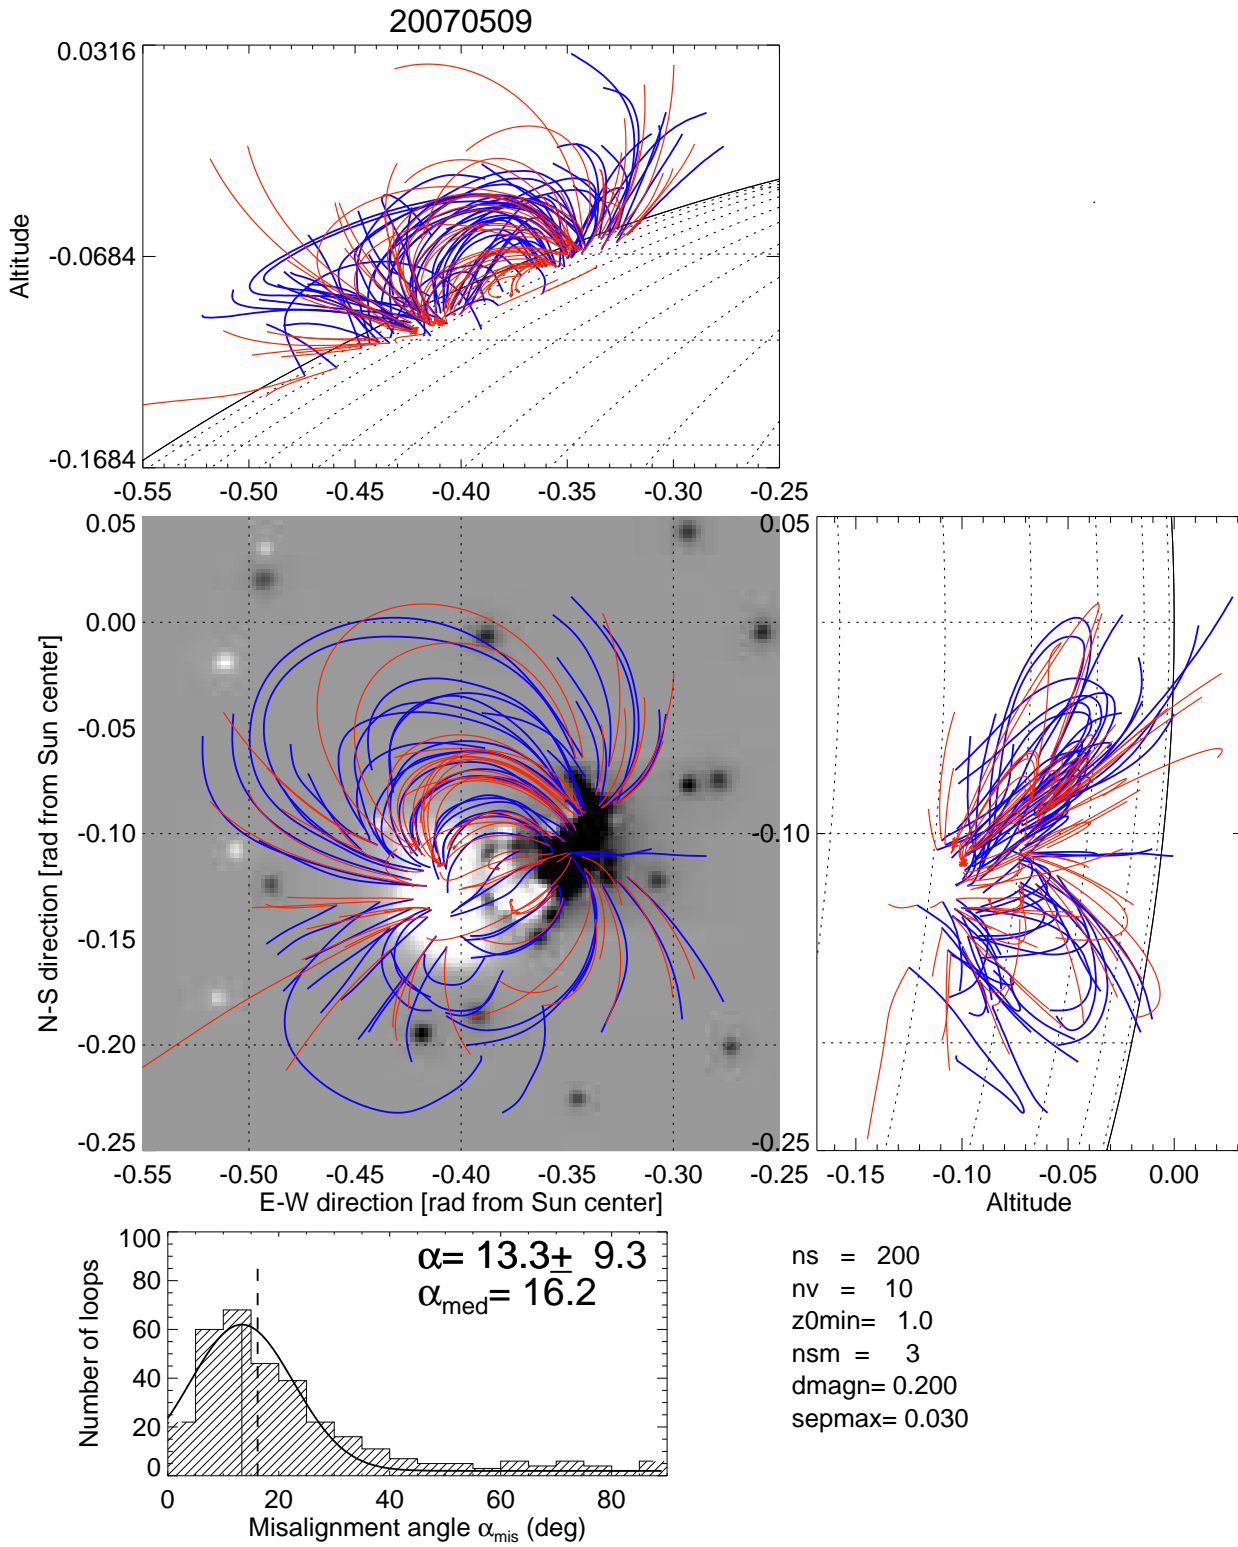 20070509
0.0316
-0.0684
-0.1684
Altitude
-0.55 -0.50 -0.45 -0.40 -0.35 -0.30 -0.25
0.05
0.00
-0.05
-0.10
-0.15
-0.20
-0.25
N-S direction [rad from Sun center]
-0.55 -0.50 -0.45 -0.40 -0.35 -0.30 -0.25
E-W direction [rad from Sun center]
0.05
-0.10
-0.25
-0.15 -0.10 -0.05 0.00
Altitude
100
80
60
40
20
0
Number of loops
α= 13.3± 9.3
αmed= 16.2
0 20 40 60 80
Misalignment angle αmis (deg)
ns = 200
nv = 10
z0min= 1.0
nsm = 3
dmagn= 0.200
sepmax= 0.030